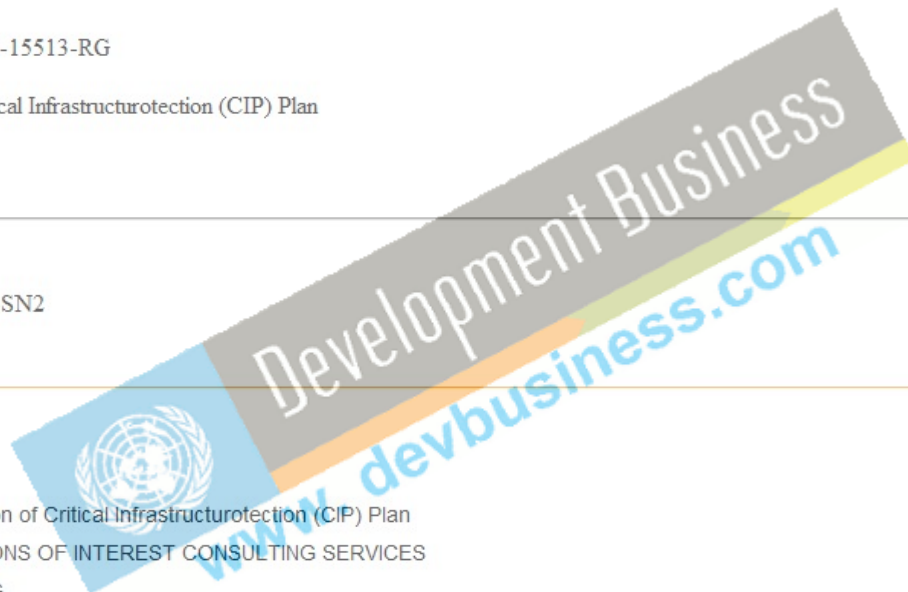 -15513-RG
cal Infrastructurotection (CIP) Plan
SN2
Development Business
www.devbusiness.com
n of Critical Infrastructurotection (CIP) Plan
ONS OF INTEREST CONSULTING SERVICES